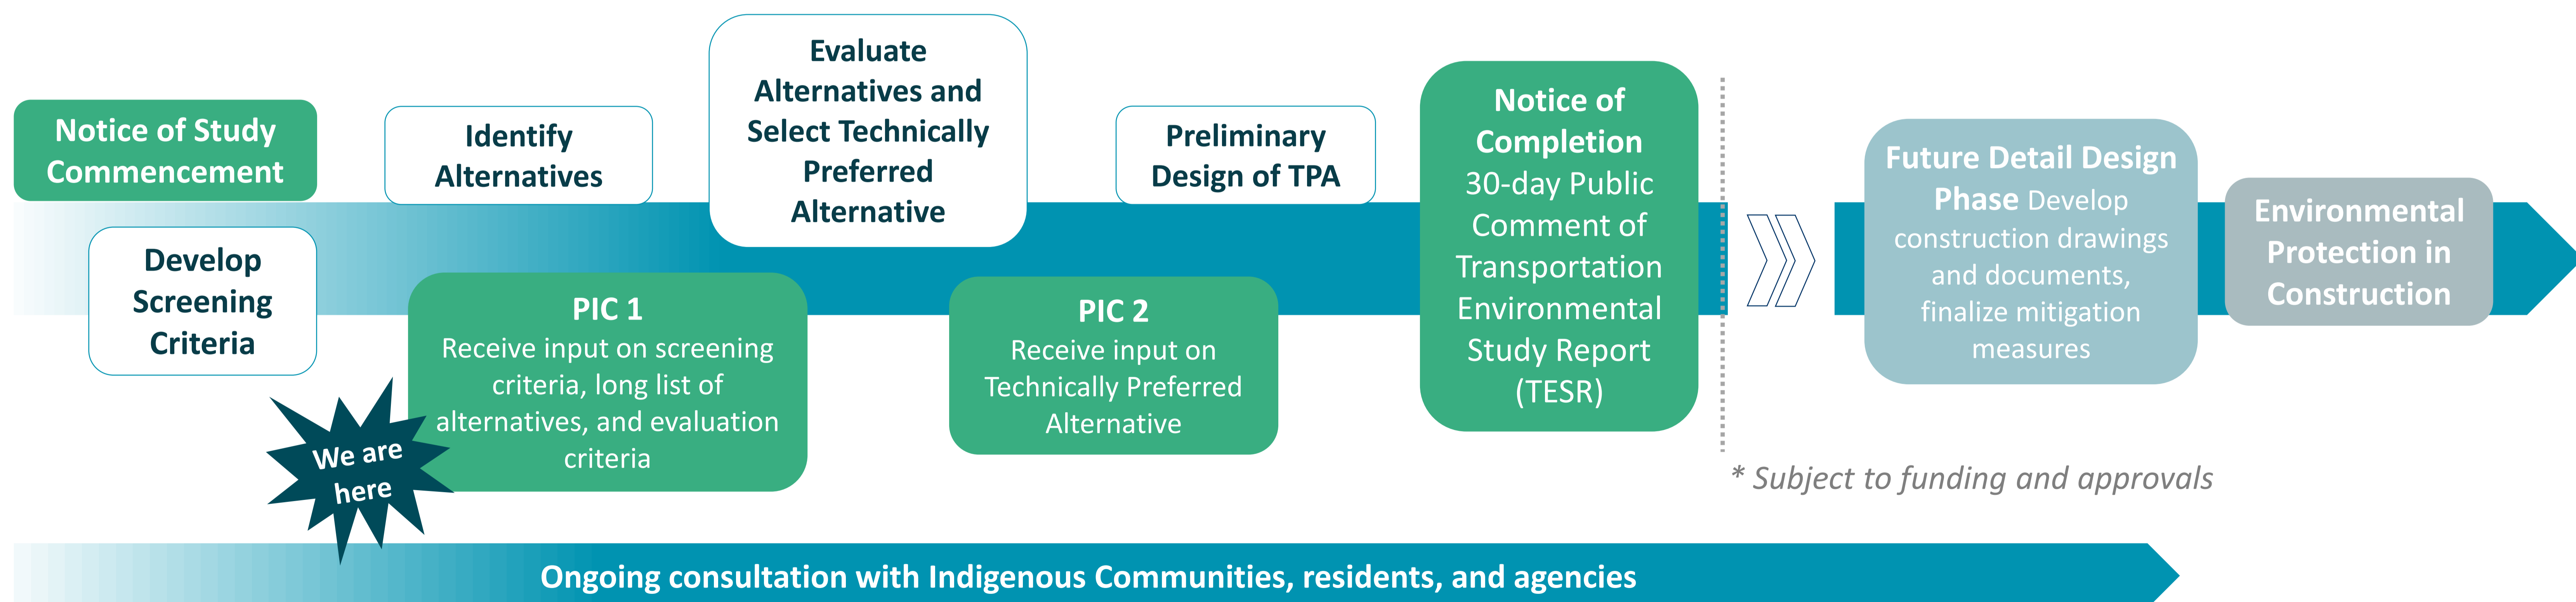 Notice of Study
Commencement
Develop
Screening
Criteria
Identify
Alternatives
We are
here
PIC 1
Receive input on screening
criteria, long list of
alternatives, and evaluation
criteria
Evaluate
Alternatives and
Select Technically
Preferred
Alternative
PIC 2
Receive input on
Technically Preferred
Alternative
Preliminary
Design of TPA
Notice of
Completion
30-day Public
Comment of
Transportation
Environmental
Study Report
(TESR)
Future Detail Design
Phase Develop
construction drawings
and documents,
finalize mitigation
measures
Environmental
Protection in
Construction
* Subject to funding and approvals
Ongoing consultation with Indigenous Communities, residents, and agencies